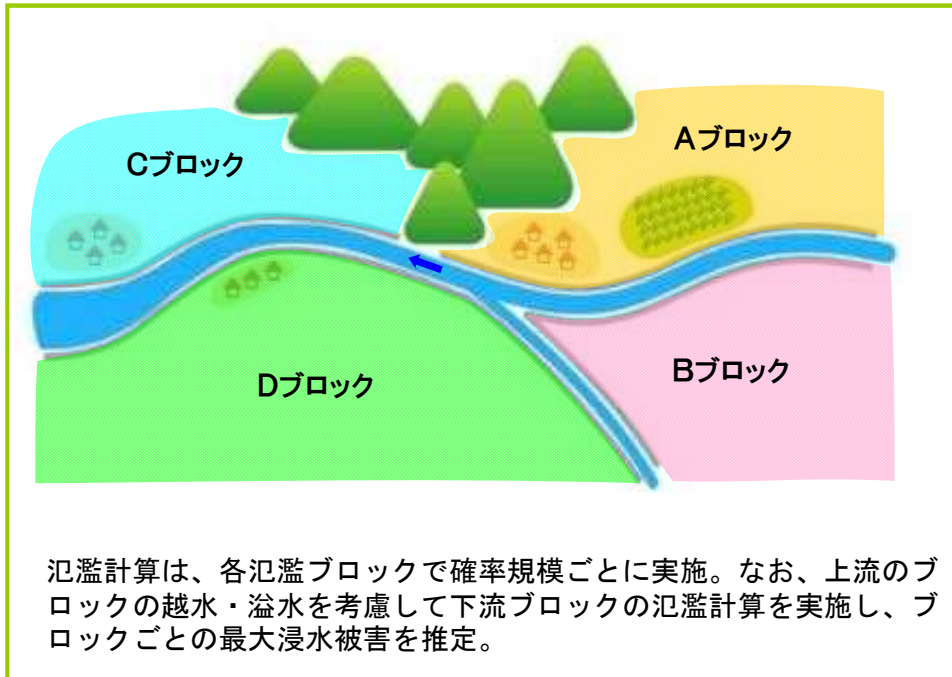 Cブロック
Aブロック
Dブロック
Bブロック
氾濫計算は、各氾濫ブロックで確率規模ごとに実施。なお、上流のブ
ロックの越水・溢水を考慮して下流ブロックの氾濫計算を実施し、ブ
ロックごとの最大浸水被害を推定。